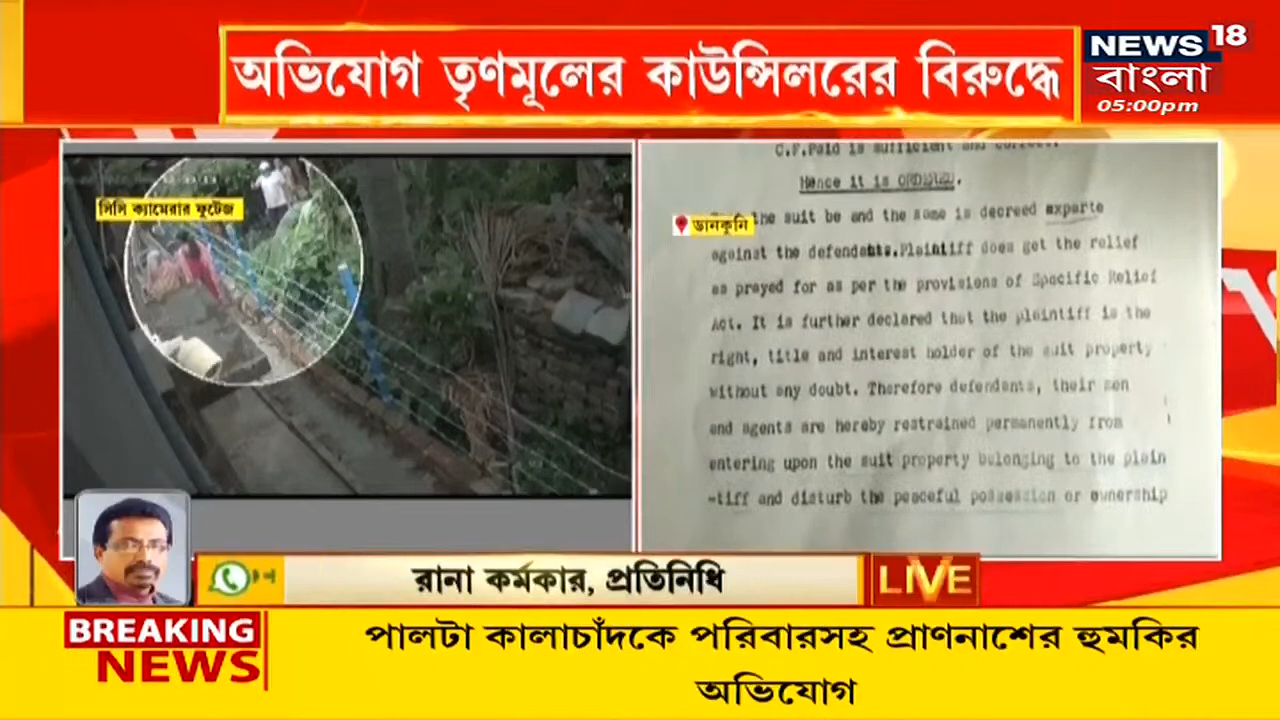 অভিযোগ তৃণমূলের কাউন্সিলরের বিরুদ্ধে
NEWS 18
বাংলা
05:00pm
সিসি ক্যামেরার ফুটেজ
ডানকুনি
C.F.Paid is sufficient and correct.
Hence it is ORDERED.
the suit be and the same is decreed exparte
against the defendants.Plaintiff does get the relief
as prayed for as per the provisions of Specific Relief
Act. It is further declared that the plaintiff is the
right, title and interest holder of the suit property
without any doubt. Therefore defendants, their men
and agents are hereby restrained permanently from
entering upon the suit property belonging to the plain
-tiff and disturb the peaceful possession or ownership
রানা কর্মকার, প্রতিনিধি
LIVE
BREAKING
NEWS
পালটা কালাচাঁদকে পরিবারসহ প্রাণনাশের হুমকির
অভিযোগ